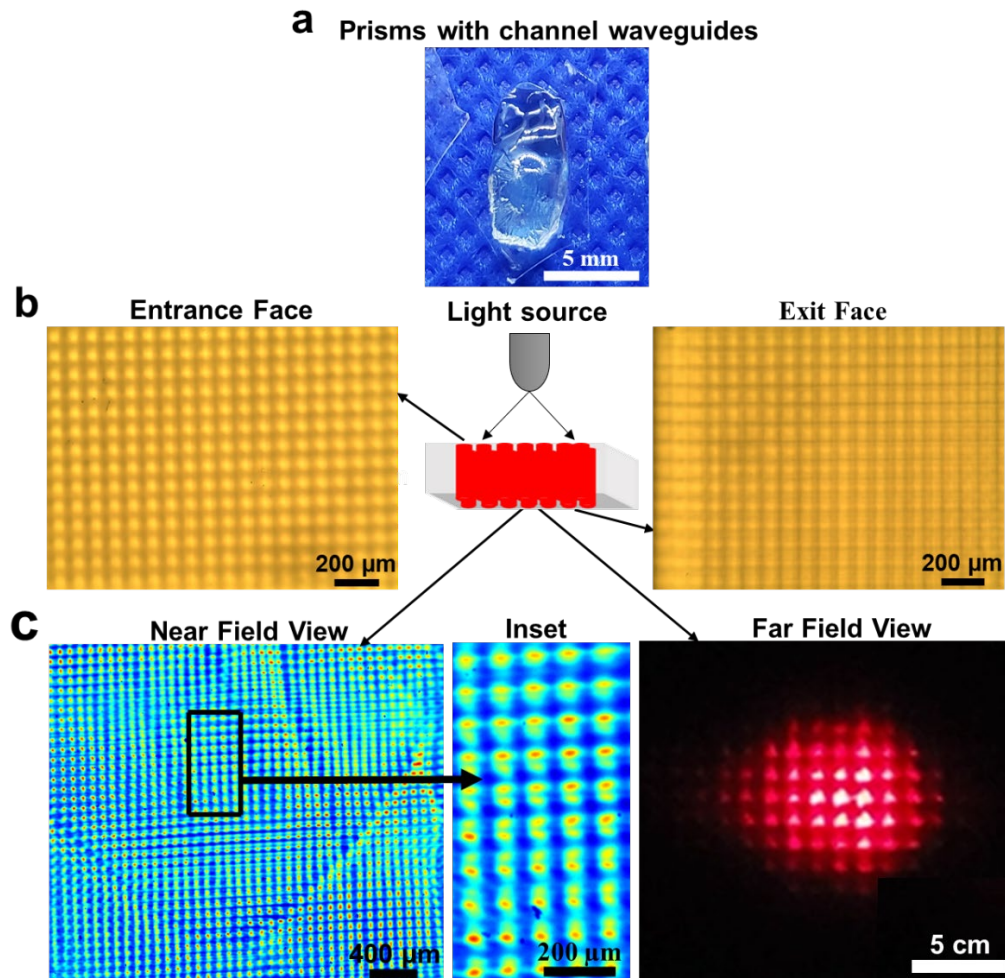 a Prisms with channel waveguides
5 mm
b Entrance Face
Light source
Exit Face
200 µm
200 µm
c Near Field View
Inset
Far Field View
400 µm
200 µm
5 cm